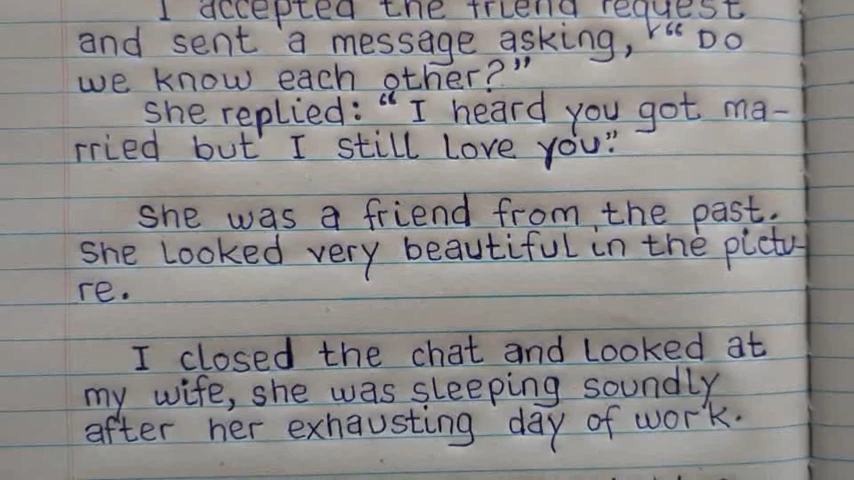 I accepted the friend request
and sent a message asking, "“Do
we know each other?”
She replied: “I heard you got ma-
rried but I still love you”.
She was a friend from the past.
She looked very beautiful in the pictu-
re.
I closed the chat and looked at
my wife, she was sleeping soundly
after her exhausting day of work.